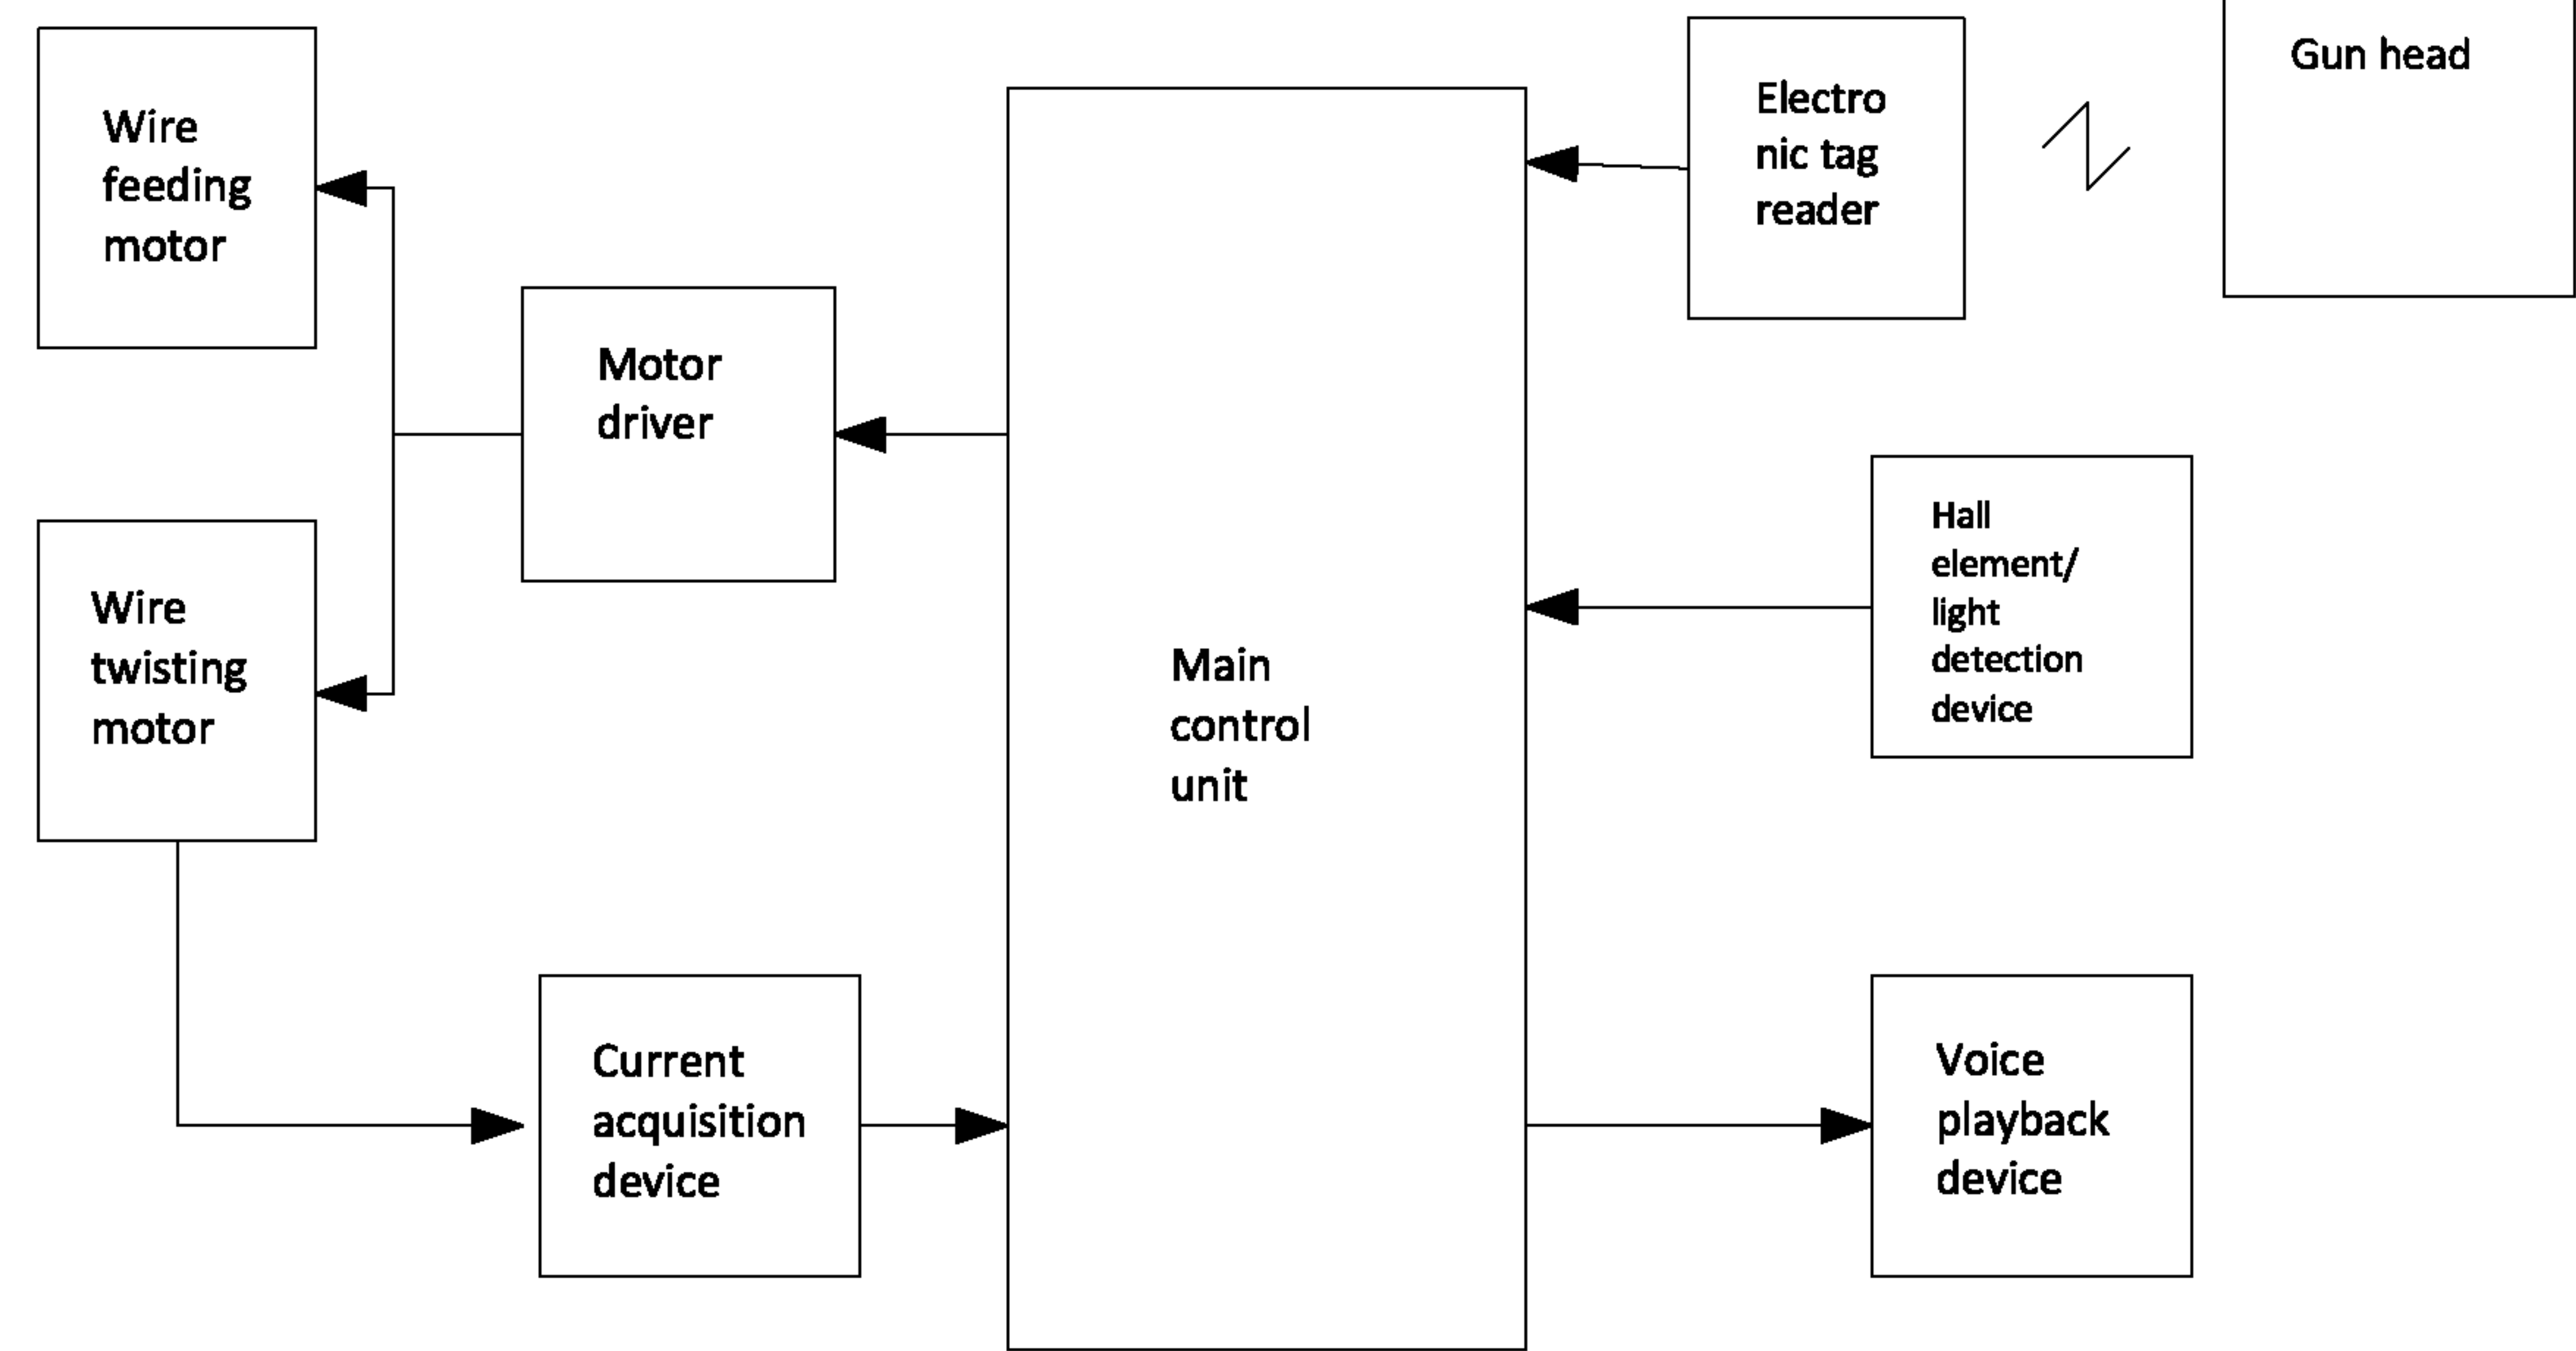 Wire
feeding
motor
Motor
driver
Wire
twisting
motor
Current
acquisition
device
Main
control
unit
Electro
nic tag
reader
Gun head
Hall
element/
light
detection
device
Voice
playback
device